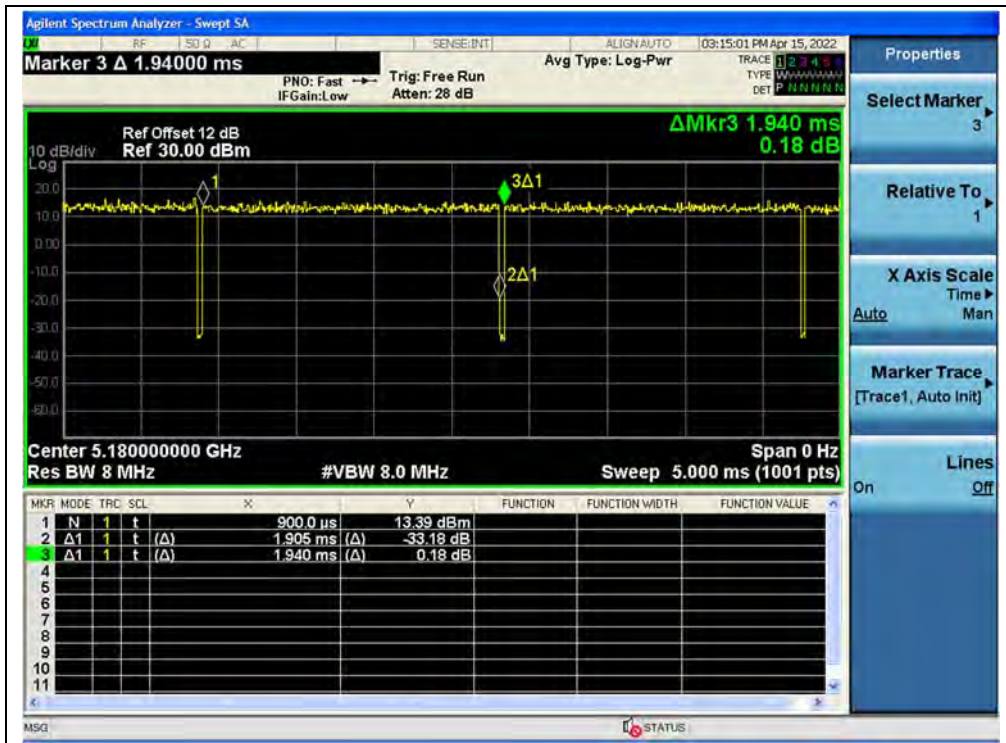 Agilent Spectrum Analyzer - Swept SA
LXI RF 50 Ω AC SENSE:INT ALIGN AUTO 03:15:01 PM Apr 15, 2022
Marker 3 Δ 1.94000 ms
PNO: Fast
IFGain:Low
Trig: Free Run
Atten: 28 dB
Avg Type: Log-Pwr
TRACE 1 2 3 4 5 6
TYPE
DET P N N N N N
ΔMkr3 1.940 ms
0.18 dB
Ref Offset 12 dB
10 dB/div Ref 30.00 dBm
Log
20.0
10.0
0.00
-10.0
-20.0
-30.0
-40.0
-50.0
-60.0
1
3Δ1
2Δ1
Center 5.180000000 GHz Span 0 Hz
Res BW 8 MHz #VBW 8.0 MHz Sweep 5.000 ms (1001 pts)
MKR MODE TRC SCL X Y FUNCTION FUNCTION WIDTH FUNCTION VALUE
1 N 1 t 900.0 µs 13.39 dBm
2 Δ1 1 t (Δ) 1.905 ms (Δ) -33.18 dB
3 Δ1 1 t (Δ) 1.940 ms (Δ) 0.18 dB
4
5
6
7
8
9
10
11
MSG STATUS
Properties
Select Marker
3
Relative To
1
X Axis Scale
Time
Auto Man
Marker Trace
[Trace1, Auto Init]
Lines
On Off